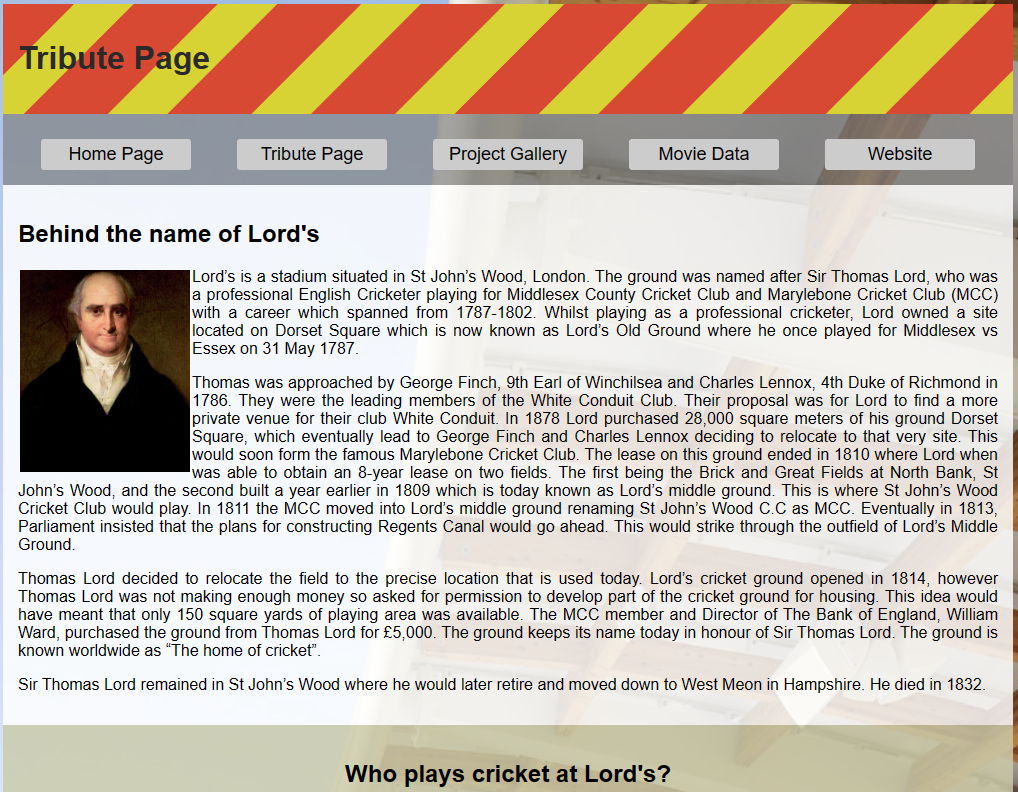 Tribute Page
Home Page
Tribute Page
Project Gallery
Movie Data
Website
Behind the name of Lord's
Lord’s is a stadium situated in St John’s Wood, London. The ground was named after Sir Thomas Lord, who was
a professional English Cricketer playing for Middlesex County Cricket Club and Marylebone Cricket Club (MCC)
with a career which spanned from 1787-1802. Whilst playing as a professional cricketer, Lord owned a site
located on Dorset Square which is now known as Lord’s Old Ground where he once played for Middlesex vs
Essex on 31 May 1787.
Thomas was approached by George Finch, 9th Earl of Winchilsea and Charles Lennox, 4th Duke of Richmond in
1786. They were the leading members of the White Conduit Club. Their proposal was for Lord to find a more
private venue for their club White Conduit. In 1878 Lord purchased 28,000 square meters of his ground Dorset
Square, which eventually lead to George Finch and Charles Lennox deciding to relocate to that very site. This
would soon form the famous Marylebone Cricket Club. The lease on this ground ended in 1810 where Lord when
was able to obtain an 8-year lease on two fields. The first being the Brick and Great Fields at North Bank, St
John’s Wood, and the second built a year earlier in 1809 which is today known as Lord’s middle ground. This is where St John’s Wood
Cricket Club would play. In 1811 the MCC moved into Lord’s middle ground renaming St John’s Wood C.C as MCC. Eventually in 1813,
Parliament insisted that the plans for constructing Regents Canal would go ahead. This would strike through the outfield of Lord’s Middle
Ground.
Thomas Lord decided to relocate the field to the precise location that is used today. Lord’s cricket ground opened in 1814, however
Thomas Lord was not making enough money so asked for permission to develop part of the cricket ground for housing. This idea would
have meant that only 150 square yards of playing area was available. The MCC member and Director of The Bank of England, William
Ward, purchased the ground from Thomas Lord for £5,000. The ground keeps its name today in honour of Sir Thomas Lord. The ground is
known worldwide as “The home of cricket”.
Sir Thomas Lord remained in St John’s Wood where he would later retire and moved down to West Meon in Hampshire. He died in 1832.
Who plays cricket at Lord's?